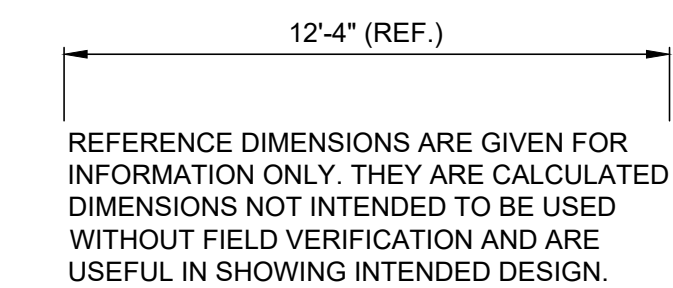 12'-4" (REF.)
REFERENCE DIMENSIONS ARE GIVEN FOR
INFORMATION ONLY. THEY ARE CALCULATED
DIMENSIONS NOT INTENDED TO BE USED
WITHOUT FIELD VERIFICATION AND ARE
USEFUL IN SHOWING INTENDED DESIGN.